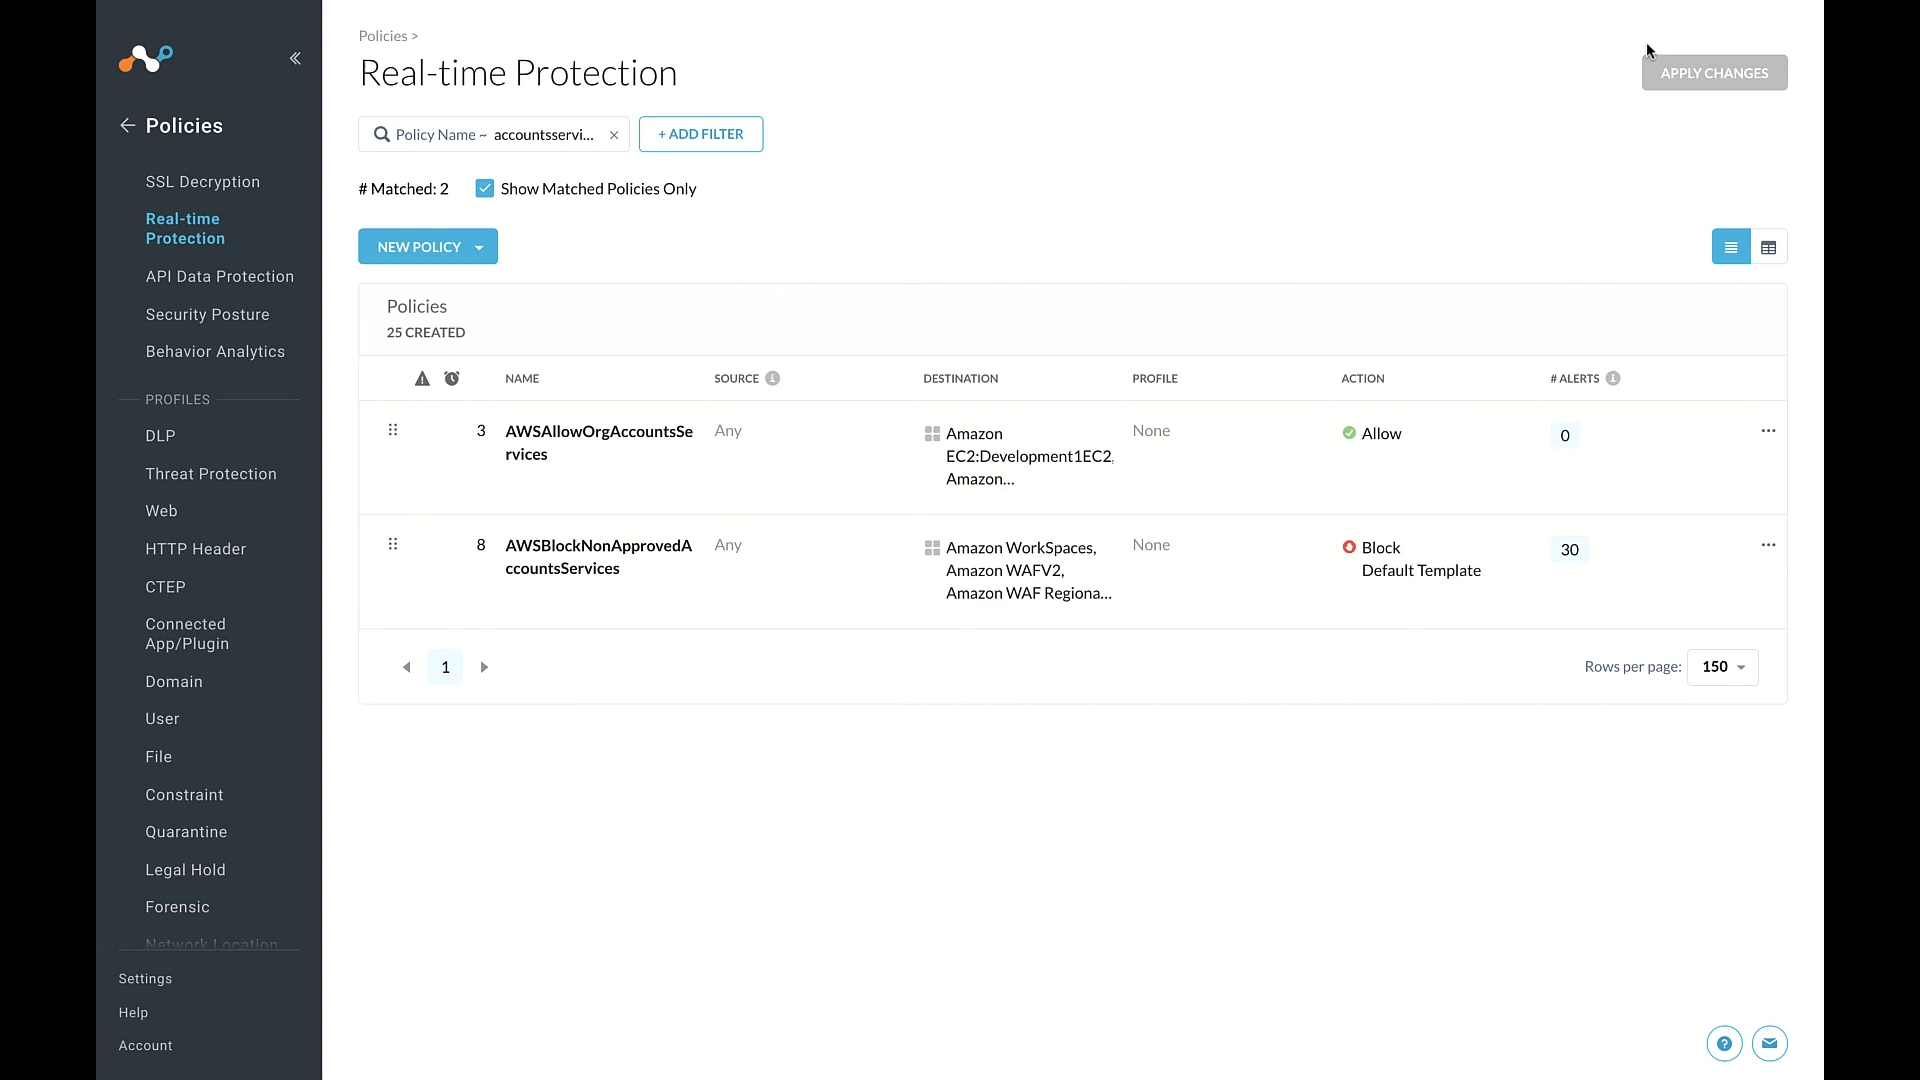 Policies
SSL Decryption
Real-time
Protection
API Data Protection
Security Posture
Behavior Analytics
PROFILES
DLP
Threat Protection
Web
HTTP Header
CTEP
Connected
App/Plugin
Domain
User
File
Constraint
Quarantine
Legal Hold
Forensic
Network Location
Settings
Help
Account
Policies >
Real-time Protection
APPLY CHANGES
Policy Name ~ accountsservi...
+ ADD FILTER
# Matched: 2 Show Matched Policies Only
NEW POLICY
Policies
25 CREATED
NAME SOURCE DESTINATION PROFILE ACTION # ALERTS
3 AWSAllowOrgAccountsSe Any Amazon None Allow 0
rvices EC2:Development1EC2,
Amazon...
8 AWSBlockNonApprovedA Any Amazon WorkSpaces, None Block 30
ccountsServices Amazon WAFV2, Default Template
Amazon WAF Regiona...
1
Rows per page: 150